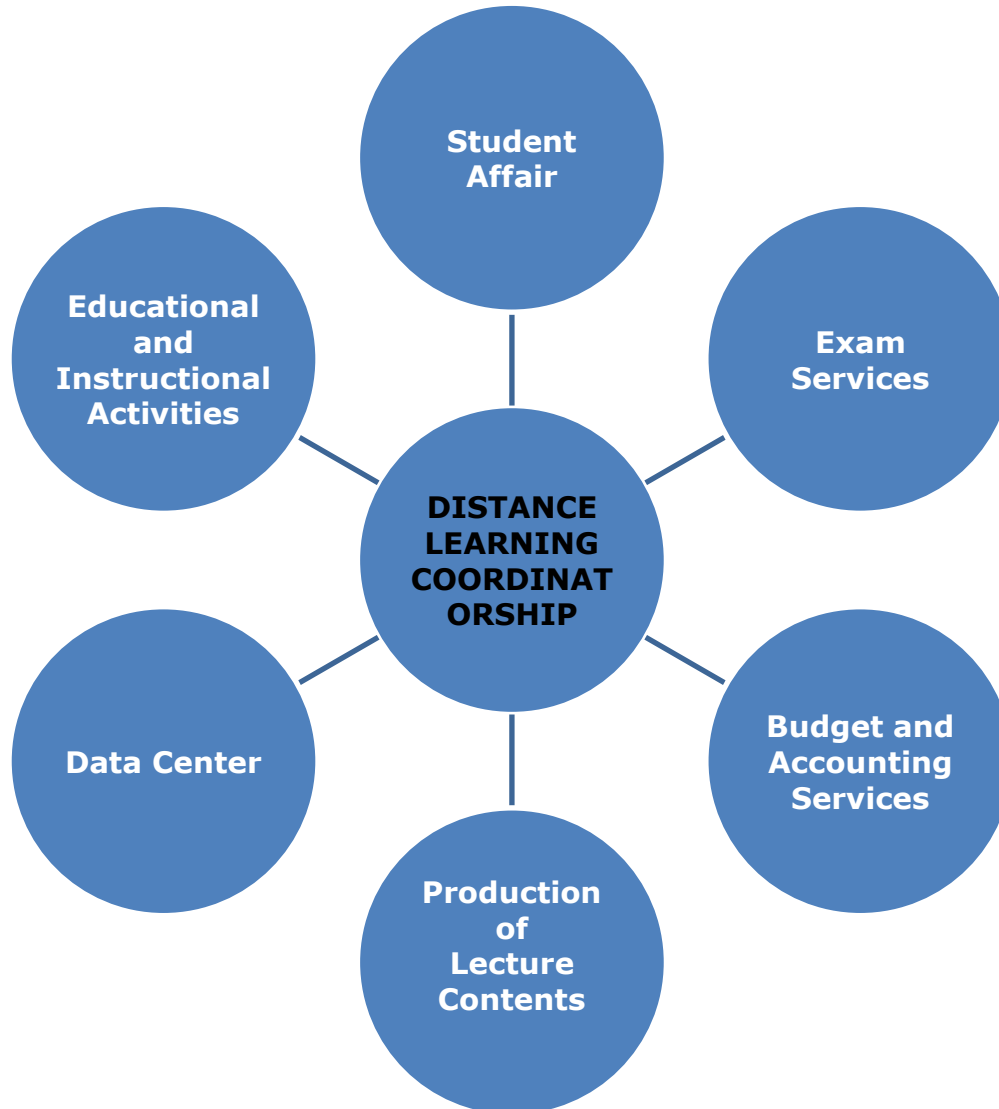 Student
Affair
Educational
and
Instructional
Activities
Exam
Services
DISTANCE
LEARNING
COORDINAT
ORSHIP
Data Center
Budget and
Accounting
Services
Production
of
Lecture
Contents